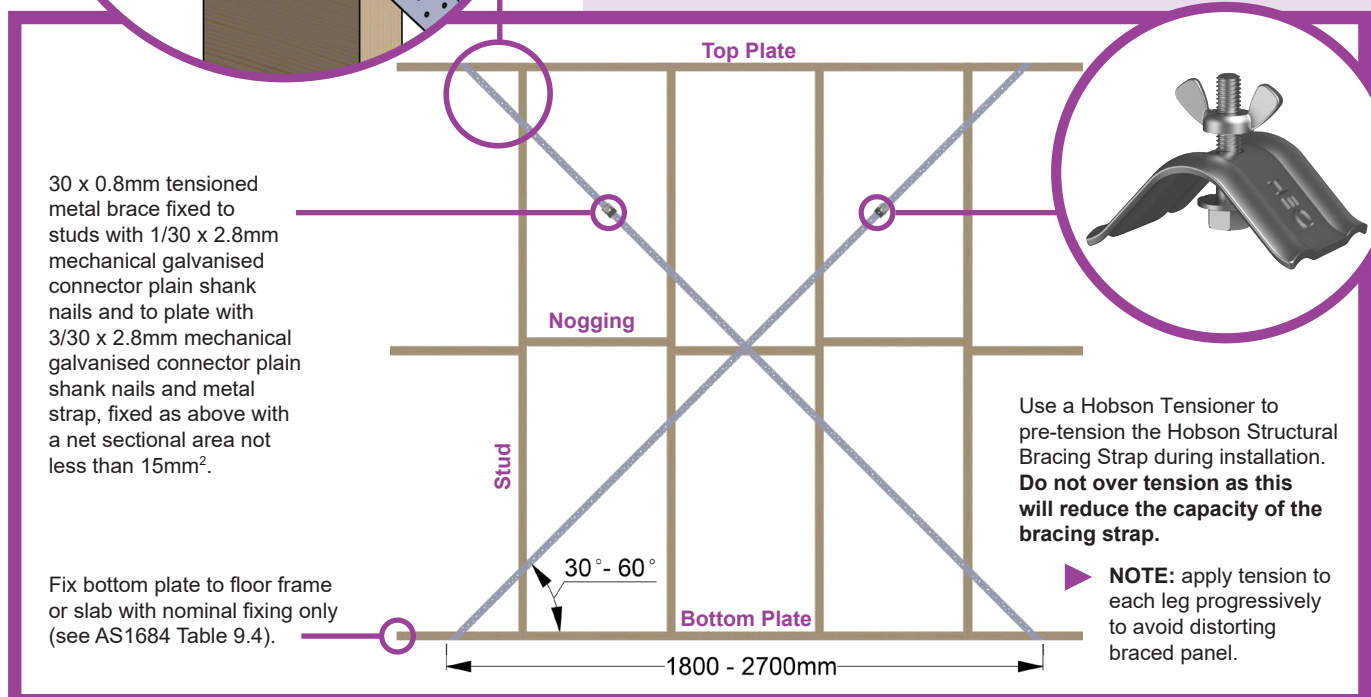 Top Plate
30 x 0.8mm tensioned
metal brace fixed to
studs with 1/30 x 2.8mm
mechanical galvanised
connector plain shank
nails and to plate with
3/30 x 2.8mm mechanical
galvanised connector plain
shank nails and metal
strap, fixed as above with
a net sectional area not
less than 15mm².
Nogging
Stud
Use a Hobson Tensioner to
pre-tension the Hobson Structural
Bracing Strap during installation.
Do not over tension as this
will reduce the capacity of the
bracing strap.
NOTE: apply tension to
each leg progressively
to avoid distorting
braced panel.
Fix bottom plate to floor frame
or slab with nominal fixing only
(see AS1684 Table 9.4).
30°- 60°
Bottom Plate
1800 - 2700mm